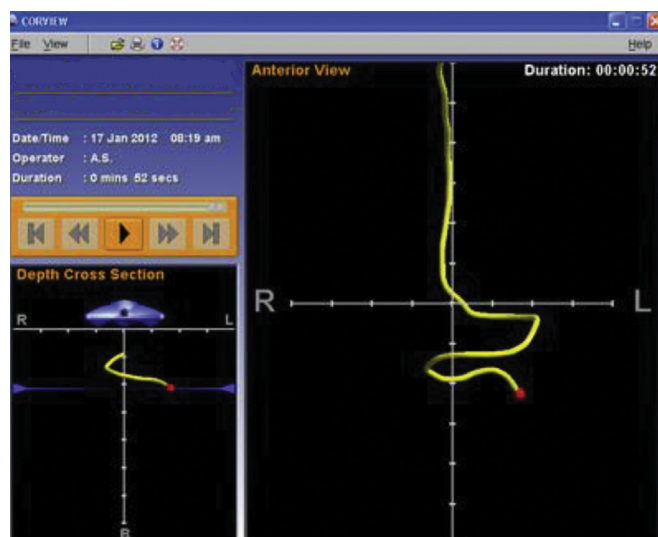 CORVIEW
File View Help
Date/Time : 17 Jan 2012 08:19 am
Operator : A.S.
Duration : 0 mins 52 secs
Depth Cross Section
R L
B
Anterior View Duration: 00:00:52
R L